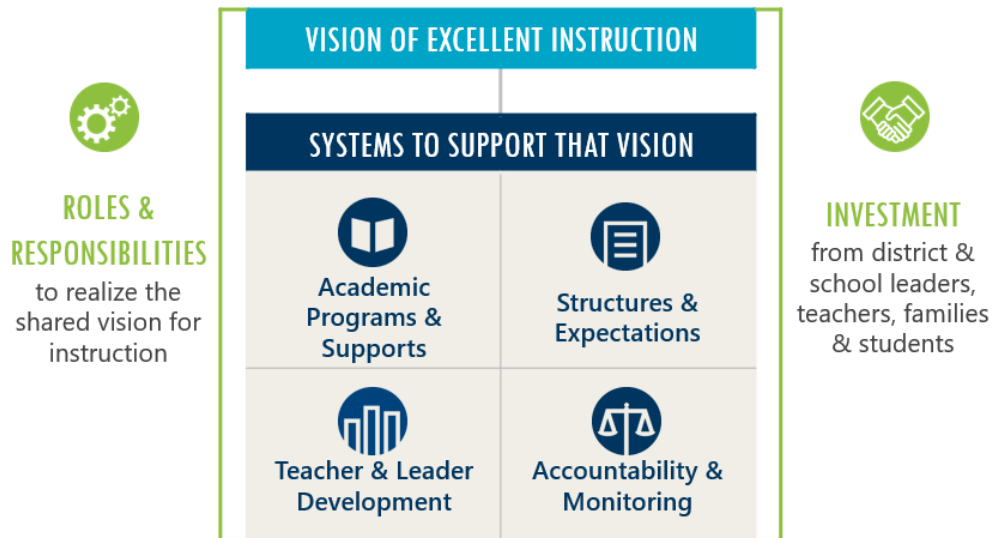 VISION OF EXCELLENT INSTRUCTION
SYSTEMS TO SUPPORT THAT VISION
ROLES &
RESPONSIBILITIES
to realize the
shared vision for
instruction
Academic
Programs &
Supports
Structures &
Expectations
Teacher & Leader
Development
Accountability &
Monitoring
INVESTMENT
from district &
school leaders,
teachers, families
& students